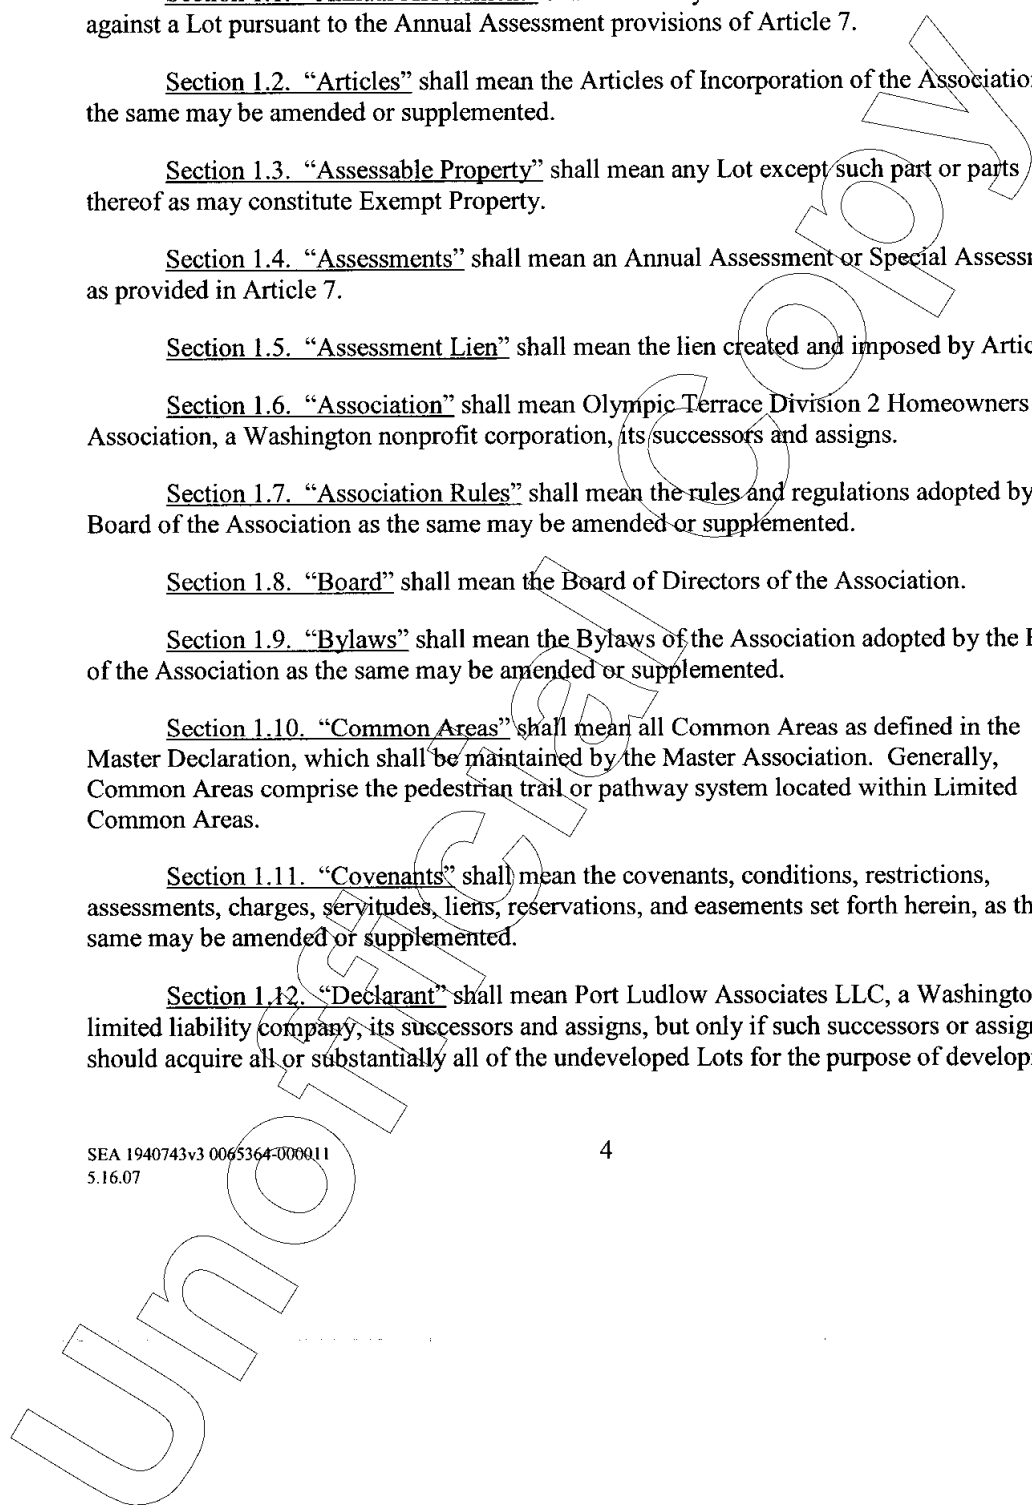 against a Lot pursuant to the Annual Assessment provisions of Article 7.
Section 1.2. “Articles” shall mean the Articles of Incorporation of the Associatio
the same may be amended or supplemented.
Section 1.3. “Assessable Property” shall mean any Lot except such part or parts
thereof as may constitute Exempt Property.
Section 1.4. “Assessments” shall mean an Annual Assessment or Special Assess
as provided in Article 7.
Section 1.5. “Assessment Lien” shall mean the lien created and imposed by Artic
Section 1.6. “Association” shall mean Olympic Terrace Division 2 Homeowners
Association, a Washington nonprofit corporation, its successors and assigns.
Section 1.7. “Association Rules” shall mean the rules and regulations adopted by
Board of the Association as the same may be amended or supplemented.
Section 1.8. “Board” shall mean the Board of Directors of the Association.
Section 1.9. “Bylaws” shall mean the Bylaws of the Association adopted by the
of the Association as the same may be amended or supplemented.
Section 1.10. “Common Areas” shall mean all Common Areas as defined in the
Master Declaration, which shall be maintained by the Master Association. Generally,
Common Areas comprise the pedestrian trail or pathway system located within Limited
Common Areas.
Section 1.11. “Covenants” shall mean the covenants, conditions, restrictions,
assessments, charges, servitudes, liens, reservations, and easements set forth herein, as th
same may be amended or supplemented.
Section 1.12. “Declarant” shall mean Port Ludlow Associates LLC, a Washingto
limited liability company, its successors and assigns, but only if such successors or assig
should acquire all or substantially all of the undeveloped Lots for the purpose of develop
SEA 1940743v3 0065364-000011
4
5.16.07
Unofficial Copy